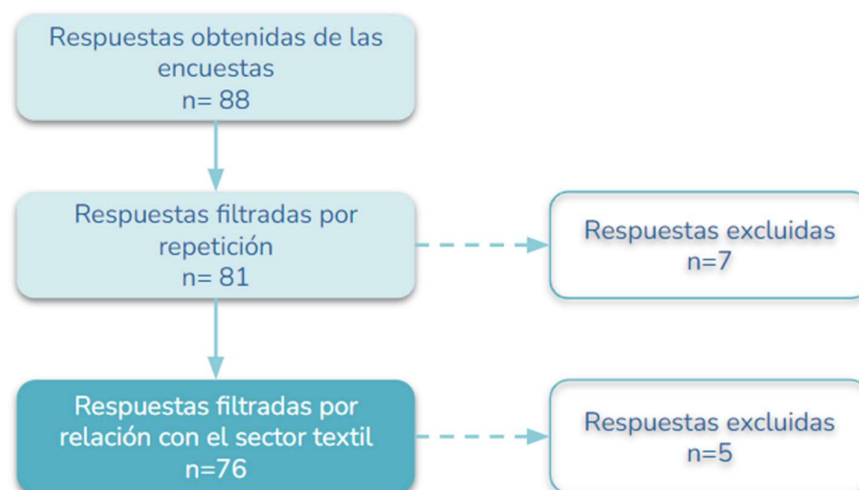 Respuestas obtenidas de las
encuestas
n= 88
Respuestas filtradas por
repetición
n= 81
Respuestas excluidas
n=7
Respuestas filtradas por
relación con el sector textil
n=76
Respuestas excluidas
n=5